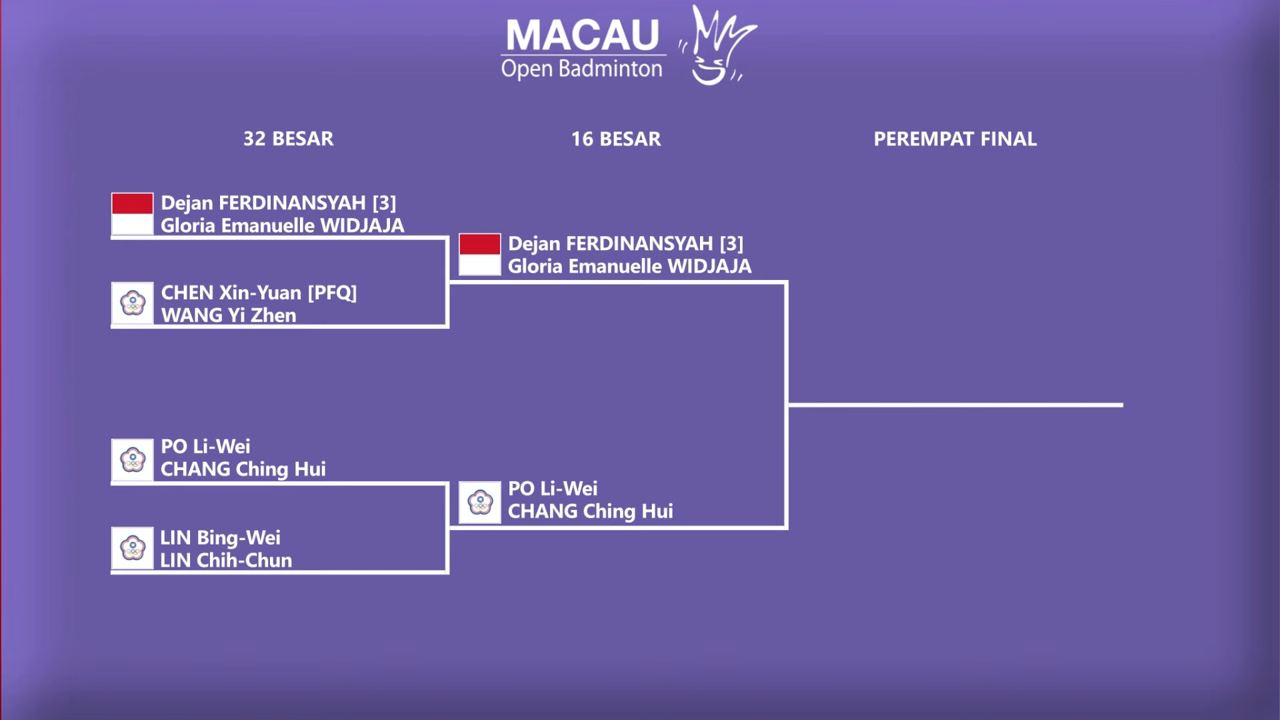 MACAU
Open Badminton
32 BESAR
16 BESAR
PEREMPAT FINAL
Dejan FERDINANSYAH [3]
Gloria Emanuelle WIDJAJA
CHEN Xin-Yuan [PFQ]
WANG Yi Zhen
PO Li-Wei
CHANG Ching Hui
LIN Bing-Wei
LIN Chih-Chun
Dejan FERDINANSYAH [3]
Gloria Emanuelle WIDJAJA
PO Li-Wei
CHANG Ching Hui